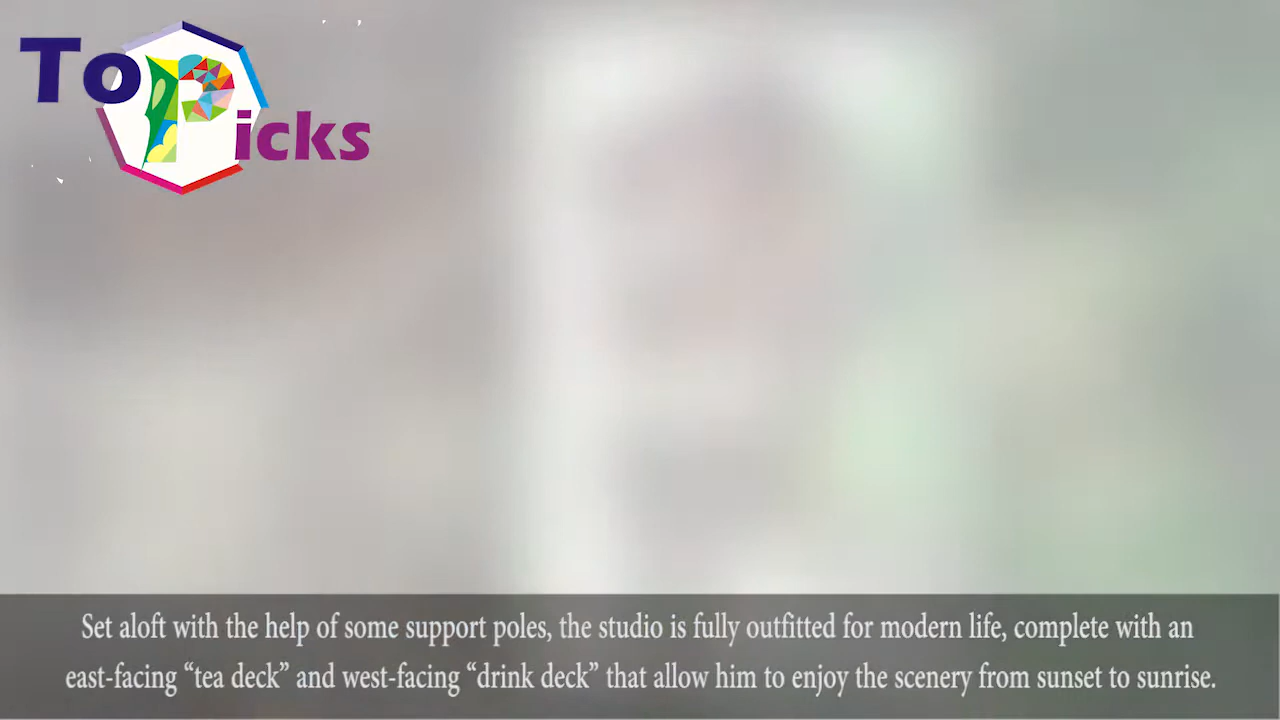 ToPicks
Set aloft with the help of some support poles, the studio is fully outfitted for modern life, complete with an
east-facing “tea deck” and west-facing “drink deck” that allow him to enjoy the scenery from sunset to sunrise.